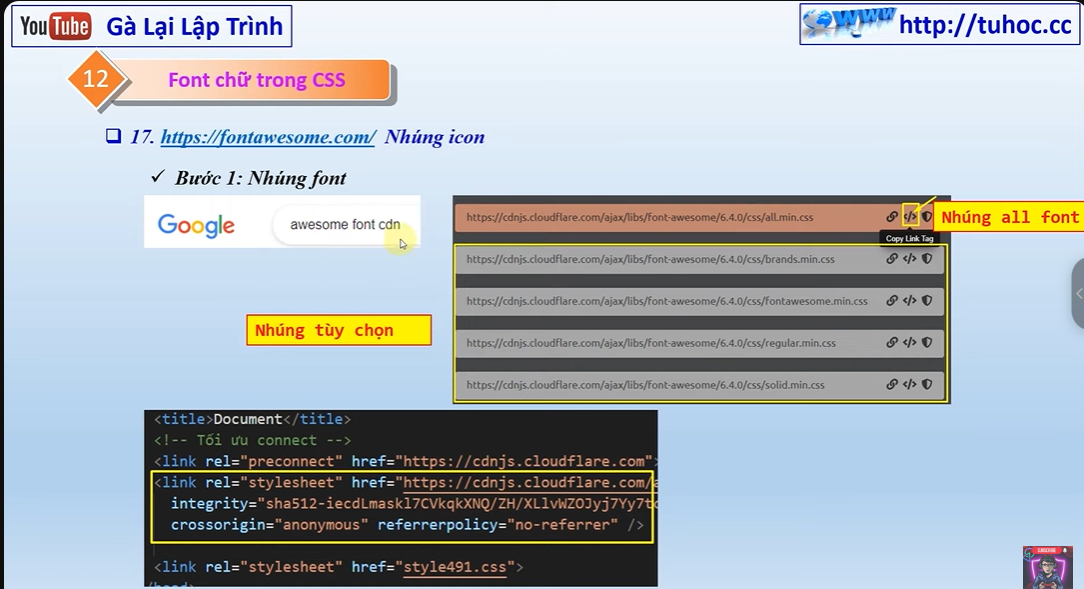 YouTube Gà Lại Lập Trình
www http://tuhoc.cc
12 Font chữ trong CSS
17. https://fontawesome.com/ Nhúng icon
Bước 1: Nhúng font
Google awesome font cdn
https://cdnjs.cloudflare.com/ajax/libs/font-awesome/6.4.0/css/all.min.css
Nhúng all font
Copy Link Tag
https://cdnjs.cloudflare.com/ajax/libs/font-awesome/6.4.0/css/brands.min.css
https://cdnjs.cloudflare.com/ajax/libs/font-awesome/6.4.0/css/fontawesome.min.css
https://cdnjs.cloudflare.com/ajax/libs/font-awesome/6.4.0/css/regular.min.css
https://cdnjs.cloudflare.com/ajax/libs/font-awesome/6.4.0/css/solid.min.css
Nhúng tùy chọn
<title>Document</title>
<!-- Tối ưu connect -->
<link rel="preconnect" href="https://cdnjs.cloudflare.com">
<link rel="stylesheet" href="https://cdnjs.cloudflare.com/
integrity="sha512-iecdLmaskl7CVkqkXNQ/ZH/XLlvWZOJyj7Yy7tc
crossorigin="anonymous" referrerpolicy="no-referrer" />
<link rel="stylesheet" href="style491.css">
SUBSCRIBE